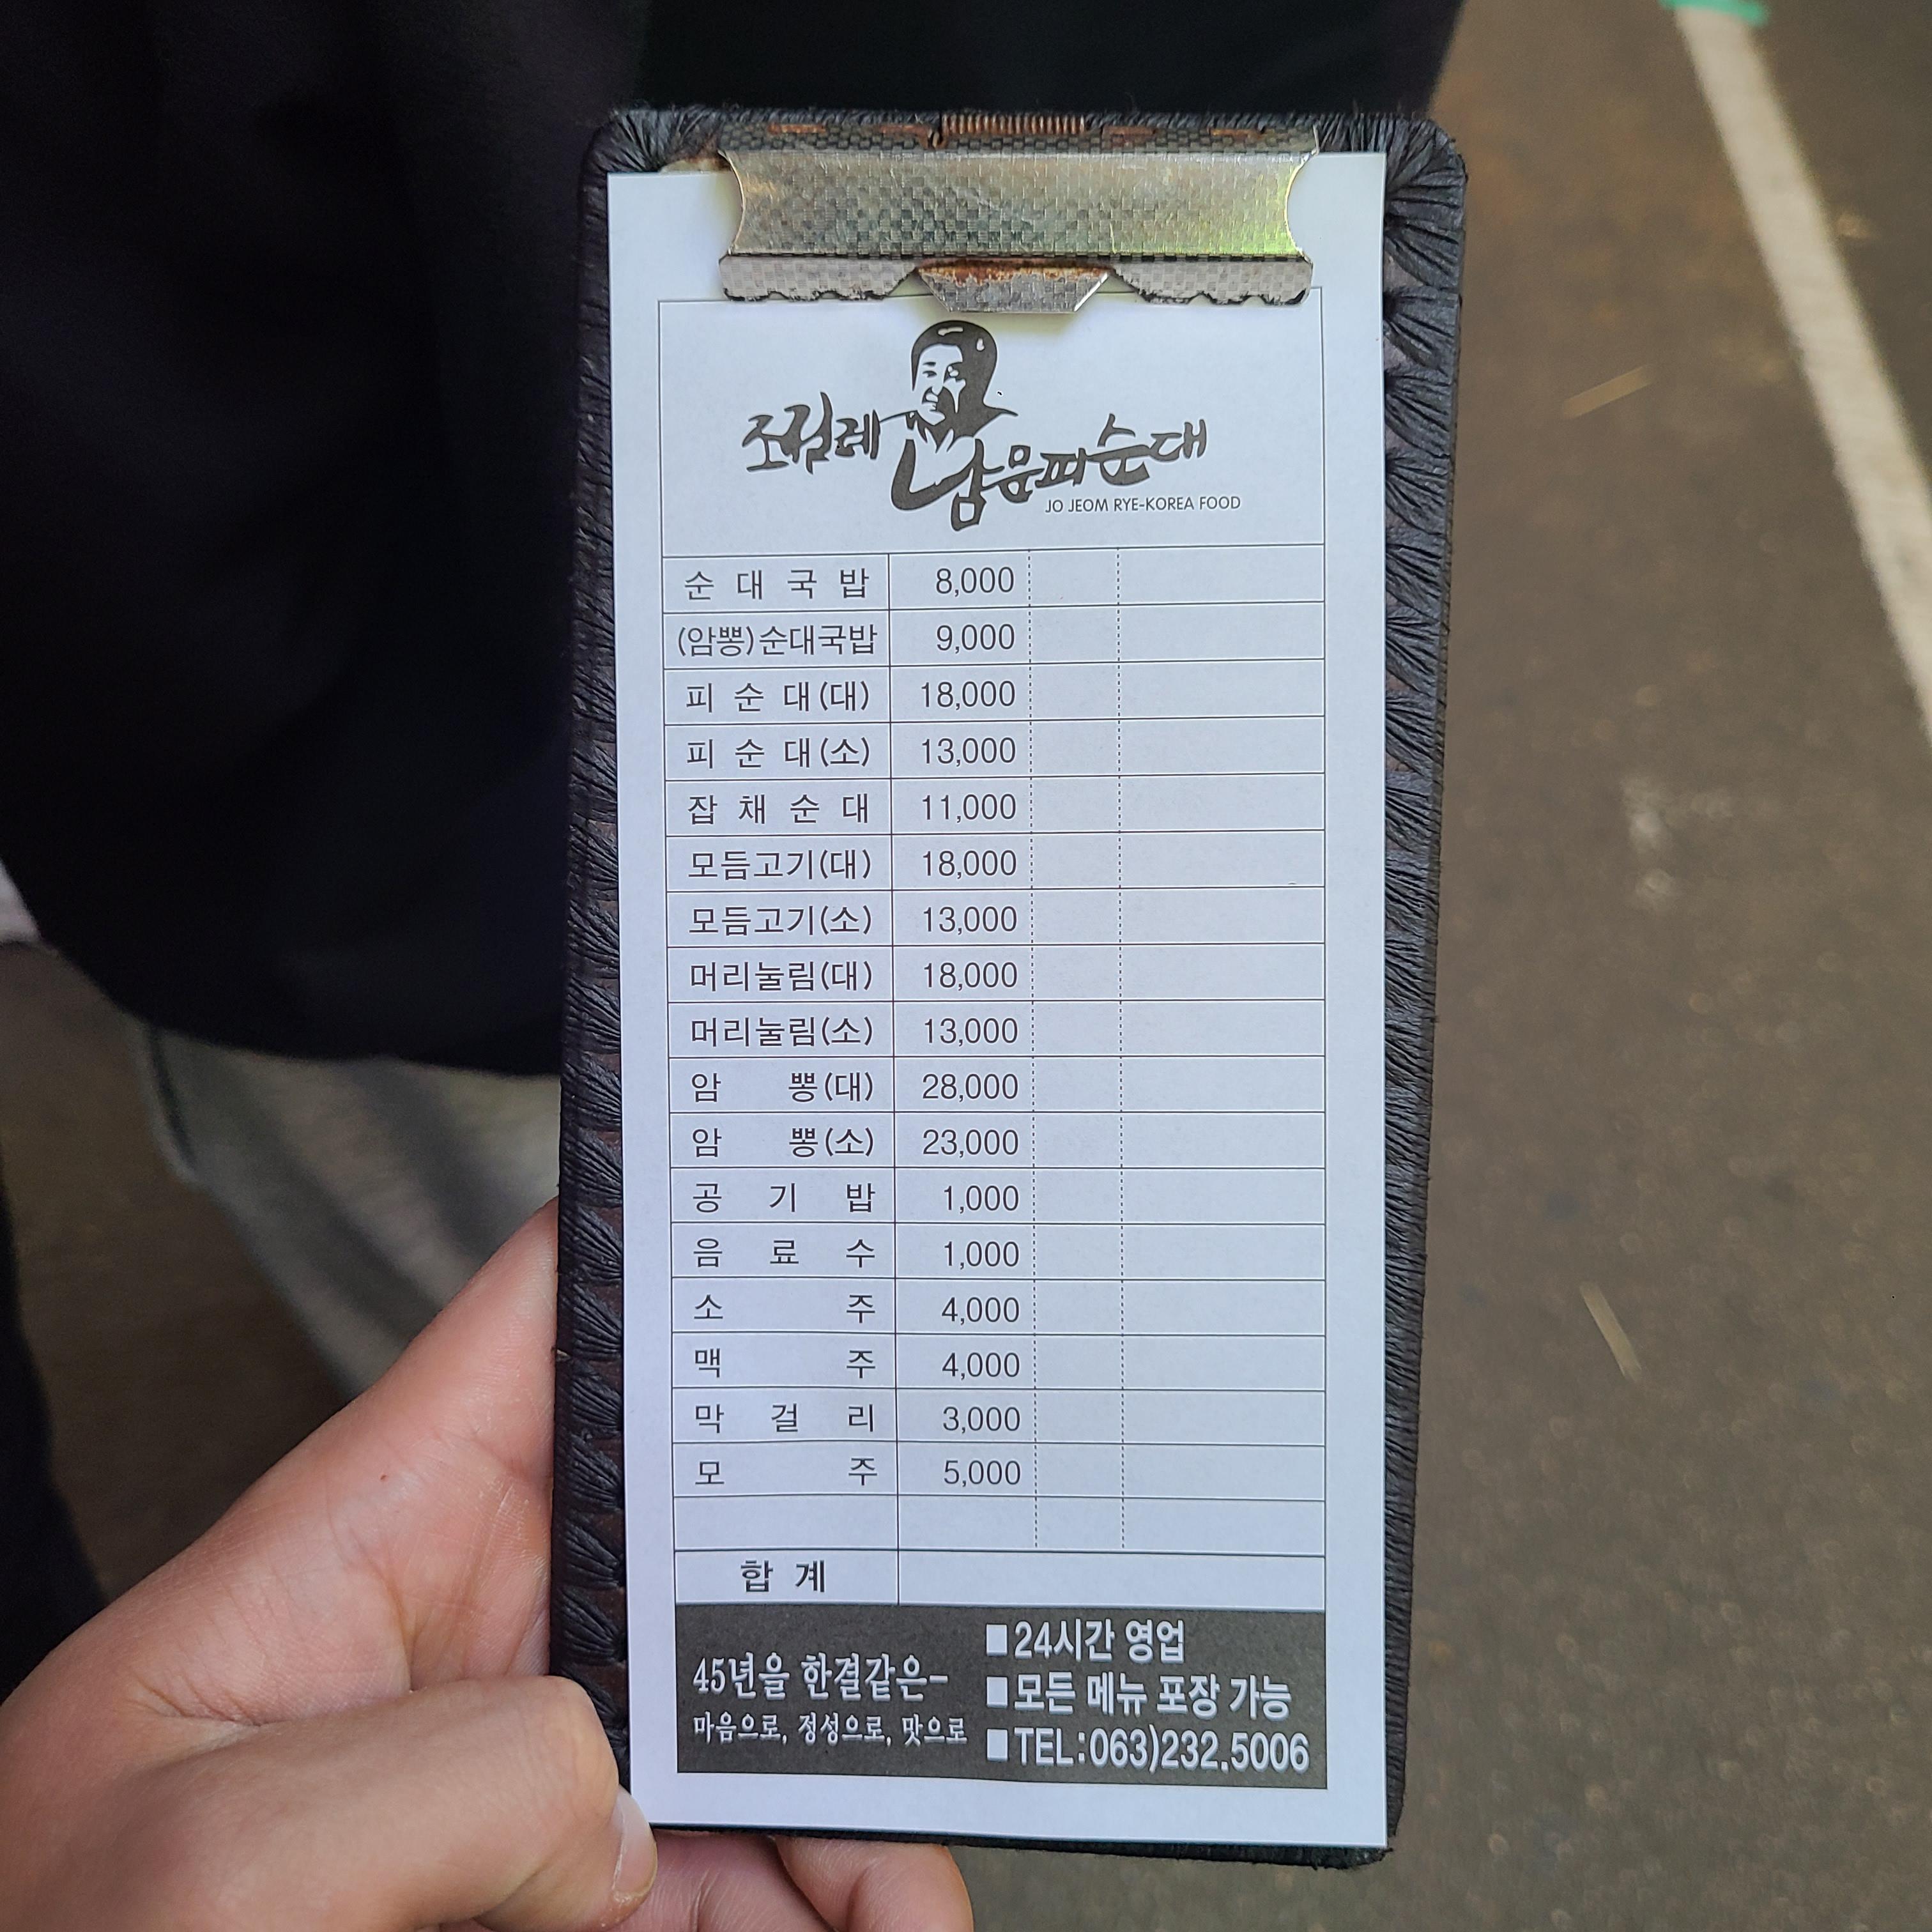 조점례
남문피순대
JO JEOM RYE-KOREA FOOD
순대국밥 8,000
(암뽕)순대국밥 9,000
피순대(대) 18,000
피순대(소) 13,000
잡채순대 11,000
모듬고기(대) 18,000
모듬고기(소) 13,000
머리눌림(대) 18,000
머리눌림(소) 13,000
암뽕(대) 28,000
암뽕(소) 23,000
공기밥 1,000
음료수 1,000
소주 4,000
맥주 4,000
막걸리 3,000
모주 5,000
합계
45년을 한결같은-
마음으로, 정성으로, 맛으로
■24시간 영업
■모든 메뉴 포장 가능
■TEL:063)232.5006